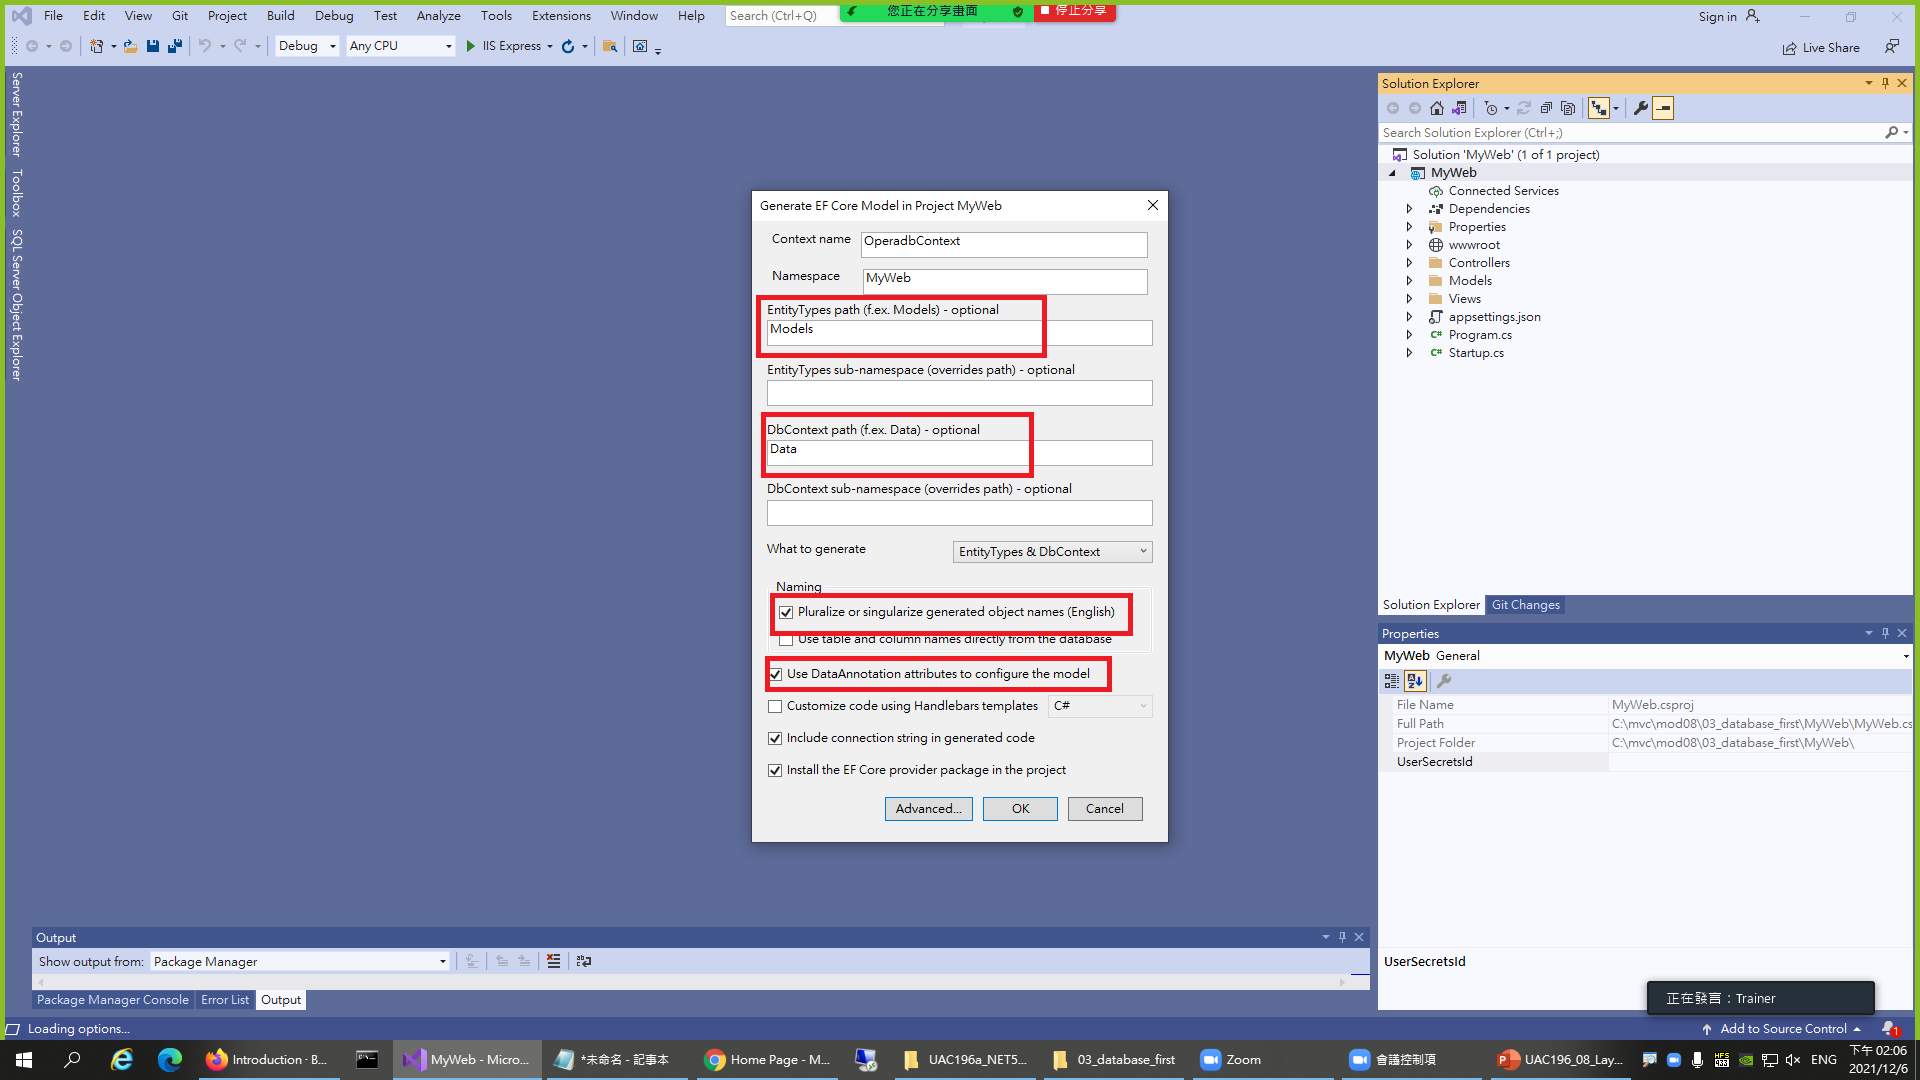 File Edit View Git Project Build Debug Test Analyze Tools Extensions Window Help Search (Ctrl+Q) 您正在分享畫面 停止分享 Sign in
Debug Any CPU IIS Express Live Share
Server Explorer
Toolbox
SQL Server Object Explorer
Generate EF Core Model in Project MyWeb
Context name OperadbContext
Namespace MyWeb
EntityTypes path (f.ex. Models) - optional
Models
EntityTypes sub-namespace (overrides path) - optional
DbContext path (f.ex. Data) - optional
Data
DbContext sub-namespace (overrides path) - optional
What to generate EntityTypes & DbContext
Naming
Pluralize or singularize generated object names (English)
Use table and column names directly from the database
Use DataAnnotation attributes to configure the model
Customize code using Handlebars templates C#
Include connection string in generated code
Install the EF Core provider package in the project
Advanced... OK Cancel
Solution Explorer
Search Solution Explorer (Ctrl+;)
Solution 'MyWeb' (1 of 1 project)
MyWeb
Connected Services
Dependencies
Properties
wwwroot
Controllers
Models
Views
appsettings.json
C# Program.cs
C# Startup.cs
Solution Explorer Git Changes
Properties
MyWeb General
File Name MyWeb.csproj
Full Path C:\mvc\mod08\03_database_first\MyWeb\MyWeb.cs
Project Folder C:\mvc\mod08\03_database_first\MyWeb\
UserSecretsId
UserSecretsId
正在發言：Trainer
Output
Show output from: Package Manager
Package Manager Console Error List Output
Loading options... Add to Source Control 1
Introduction · B... MyWeb - Micro... *未命名 - 記事本 Home Page - M... UAC196a_NET5... 03_database_first Zoom 會議控制項 UAC196_08_Lay... ENG 下午 02:06
2021/12/6